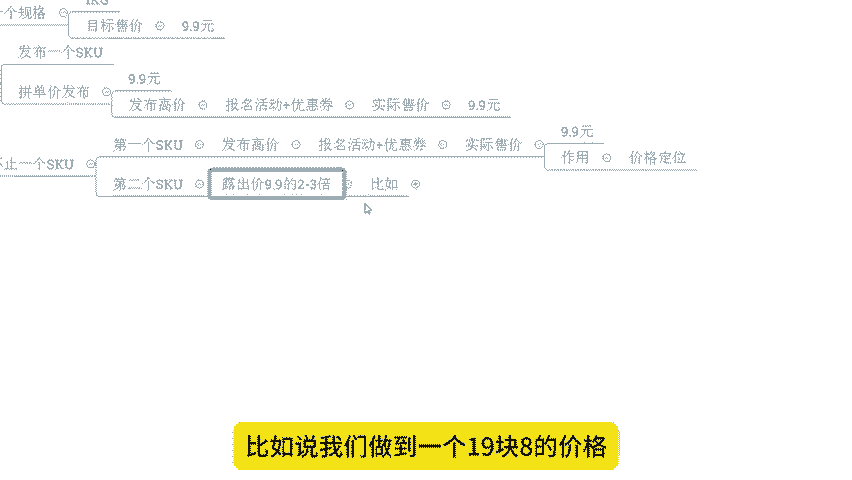 个规格
1KG
目标售价 9.9元
发布一个SKU
拼单价发布 9.9元
发布高价 报名活动+优惠券 实际售价 9.9元
不止一个SKU
第一个SKU 发布高价 报名活动+优惠券 实际售价 9.9元
作用 价格定位
第二个SKU 露出价9.9的2-3倍 比如
比如说我们做到一个19块8的价格